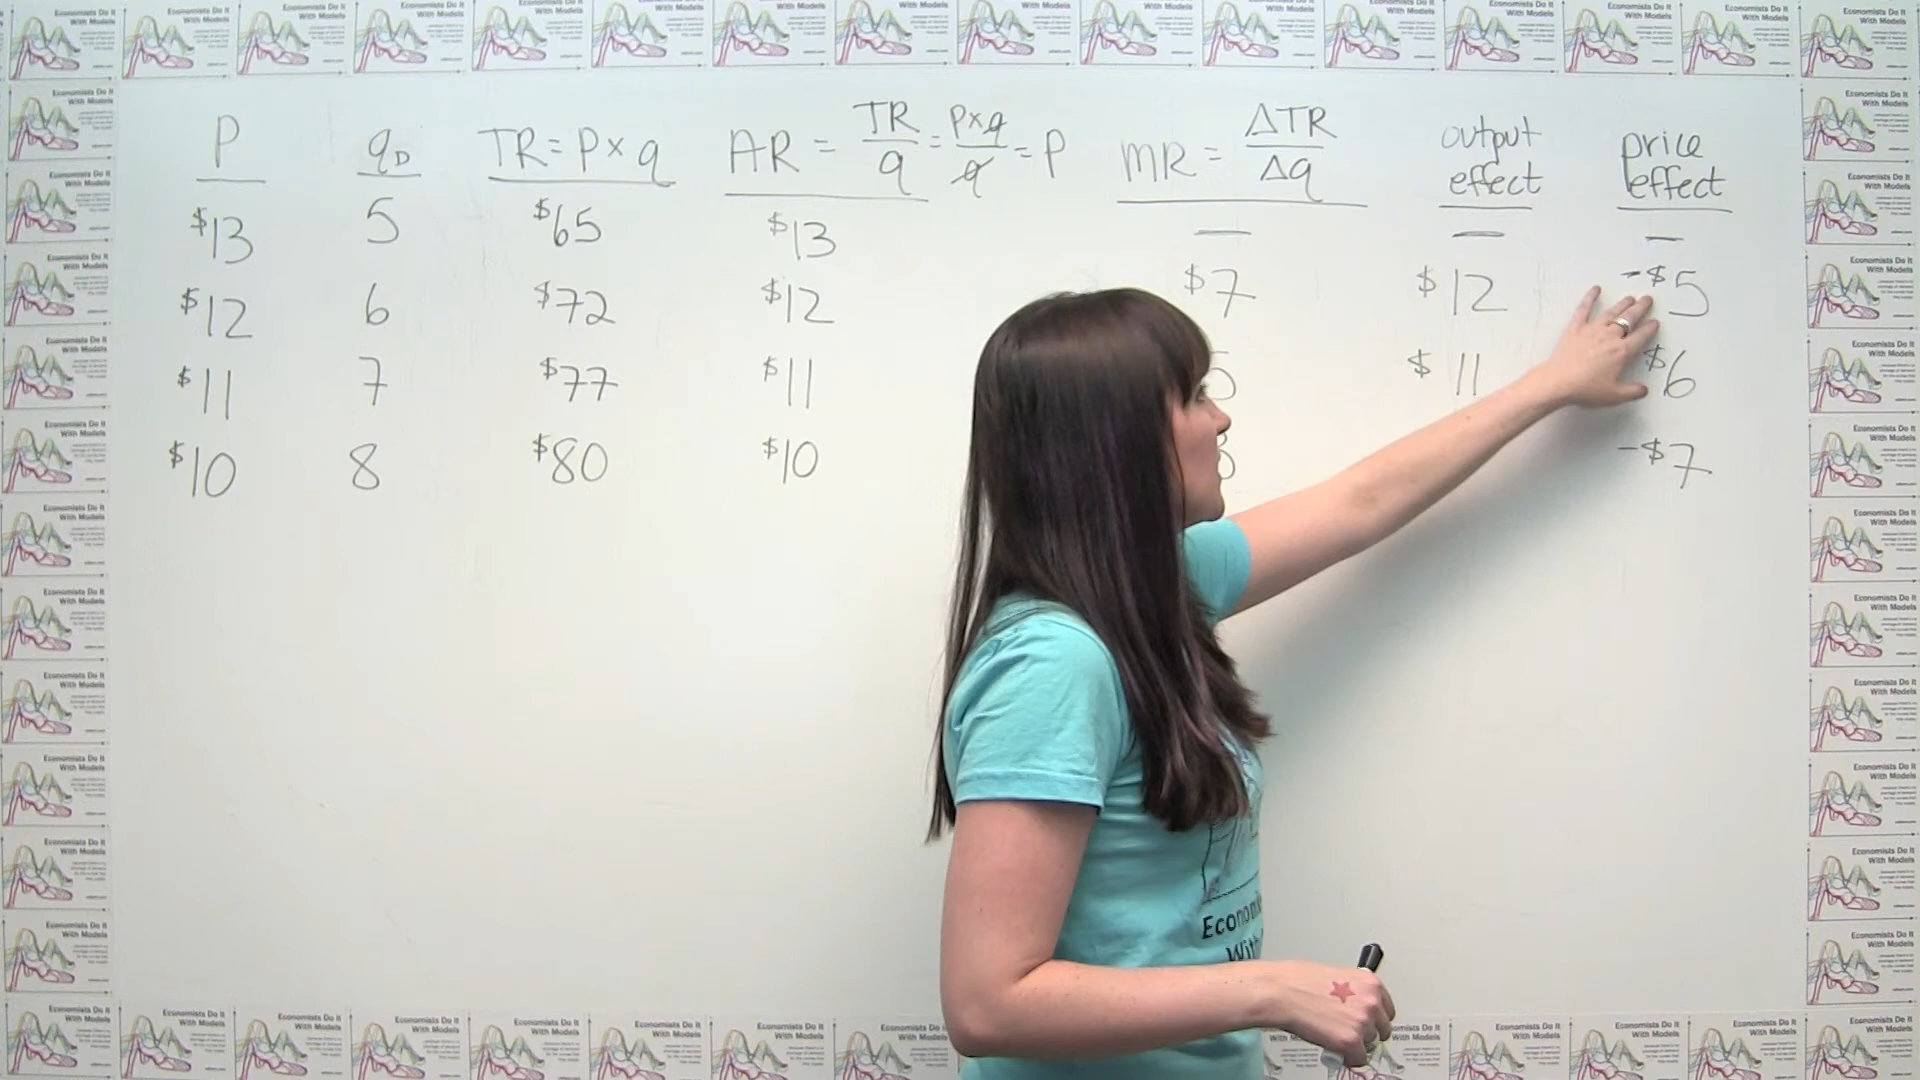 P qD TR = P × q AR = TR/q = P×q/q = P MR = ΔTR/Δq output effect price effect
$13 5 $65 $13 — — —
$12 6 $72 $12 $7 $12 -$5
$11 7 $77 $11 $11 $6
$10 8 $80 $10 -$7
Economists Do It
With Models